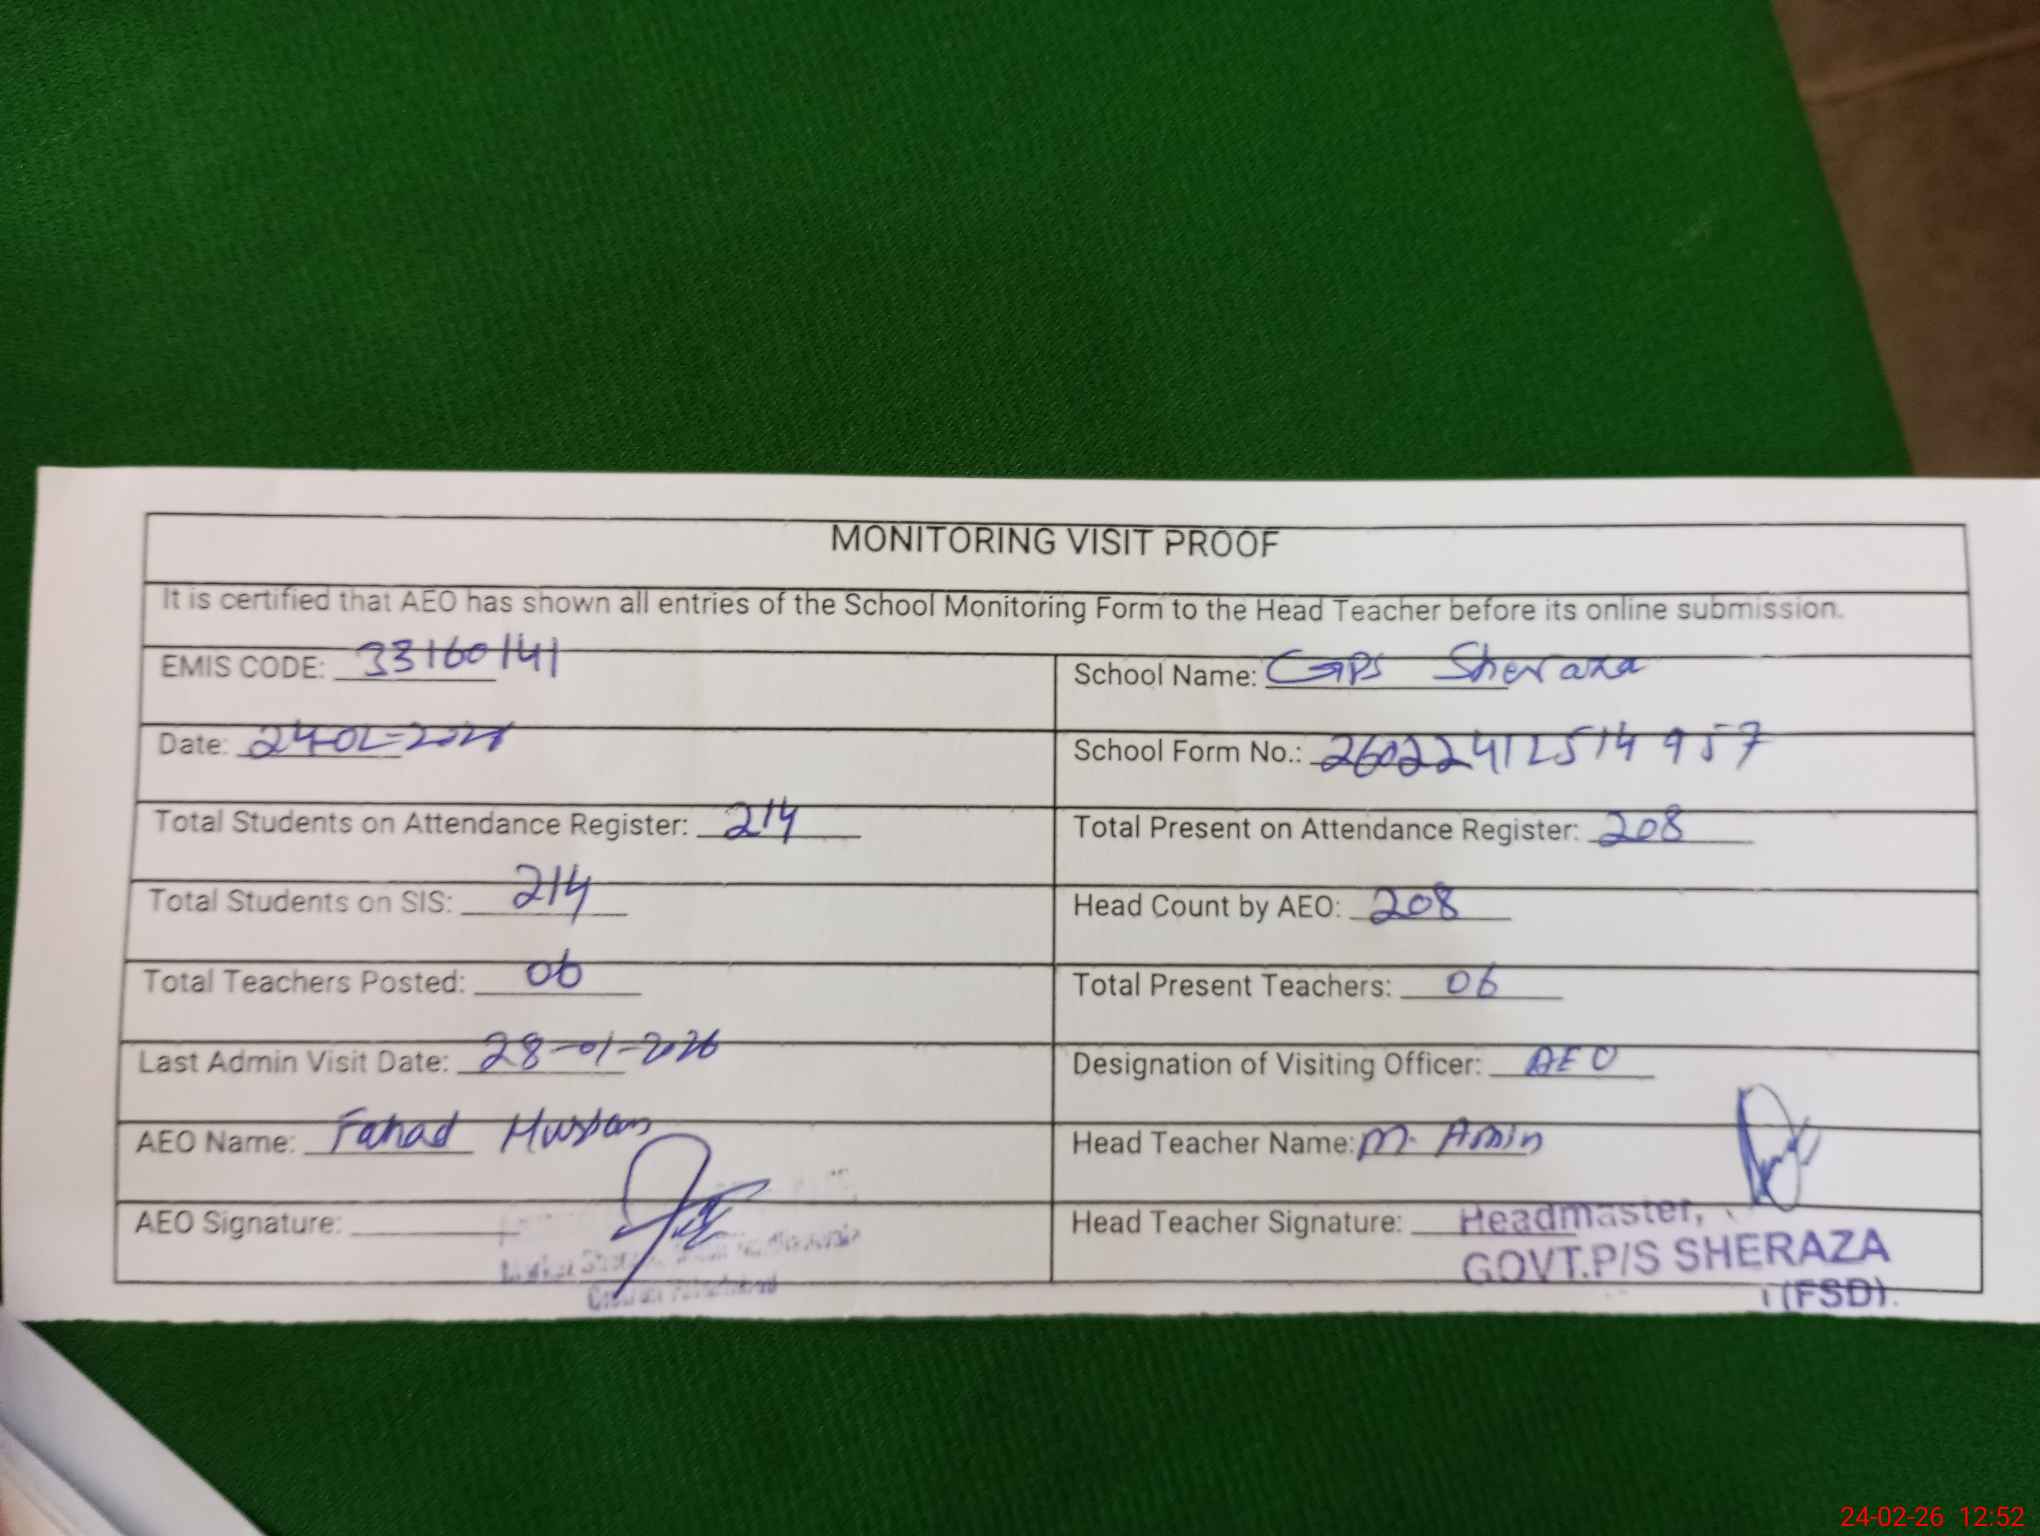 MONITORING VISIT PROOF
It is certified that AEO has shown all entries of the School Monitoring Form to the Head Teacher before its online submission.
EMIS CODE: 33160141
School Name: GPS Sheraza
Date: 24-02-2026
School Form No.: 26022412514957
Total Students on Attendance Register: 214
Total Present on Attendance Register: 208
Total Students on SIS: 214
Head Count by AEO: 208
Total Teachers Posted: 06
Total Present Teachers: 06
Last Admin Visit Date: 28-01-2026
Designation of Visiting Officer: AEO
AEO Name: Fahad Hussain
Head Teacher Name: M. Amin
AEO Signature:
Head Teacher Signature: Headmaster,
GOVT.P/S SHERAZA
(FSD).
24-02-26 12:52